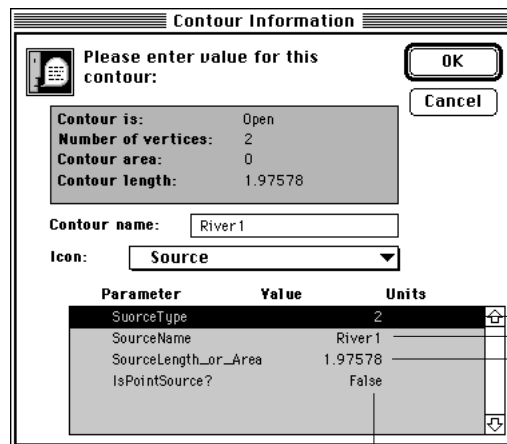 Contour Information
Please enter value for this
contour:
OK
Cancel
Contour is: Open
Number of vertices: 2
Contour area: 0
Contour length: 1.97578
Contour name: River1
Icon: Source
Parameter Value Units
SuorceType 2
SourceName River1
SourceLength_or_Area 1.97578
IsPointSource? False